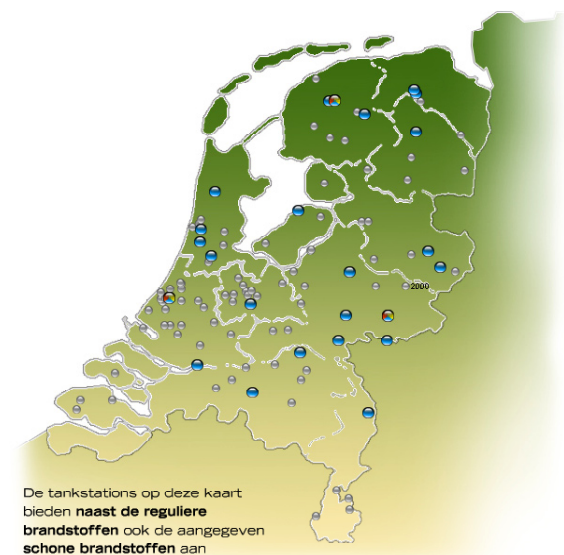 2000
De tankstations op deze kaart
bieden naast de reguliere
brandstoffen ook de aangegeven
schone brandstoffen aan